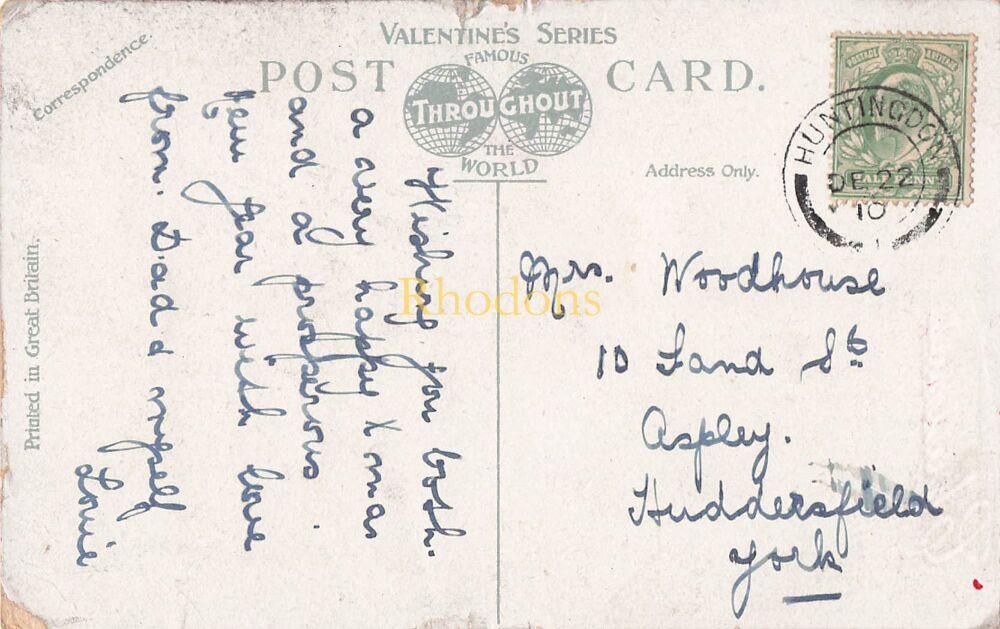 VALENTINE'S SERIES
FAMOUS
POST CARD.
THROUGHOUT
THE
WORLD
Correspondence.
Address Only.
Printed in Great Britain.
POSTAGE
HUNTINGDON
DE 22
10
Wishing you both
a very happy Xmas
and a prosperous
New Year with love
from Dad & myself
Louie
Mrs. Woodhouse
10 Sand St.
Aspley.
Huddersfield
York
Rhodons